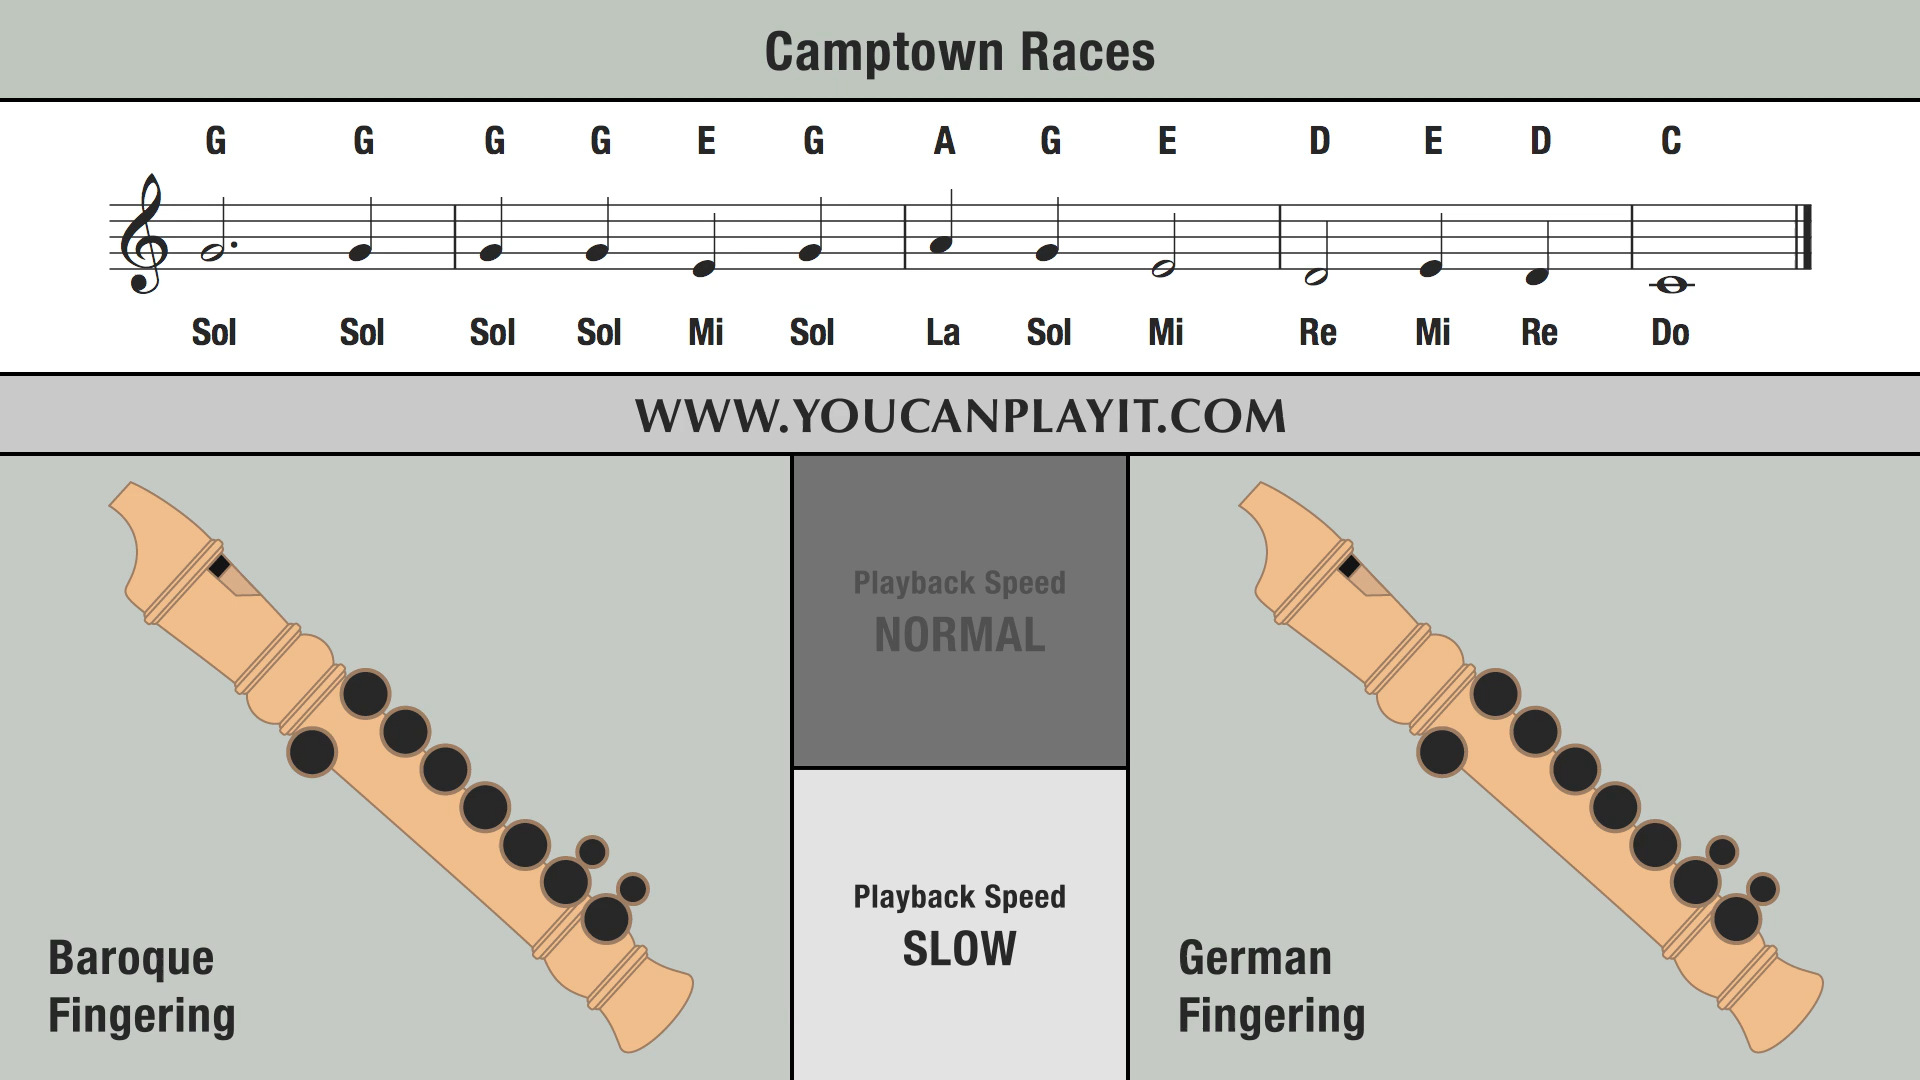 Camptown Races
G G G G E G A G E D E D C
Sol Sol Sol Sol Mi Sol La Sol Mi Re Mi Re Do
WWW.YOUCANPLAYIT.COM
Playback Speed
NORMAL
Playback Speed
SLOW
Baroque
Fingering
German
Fingering